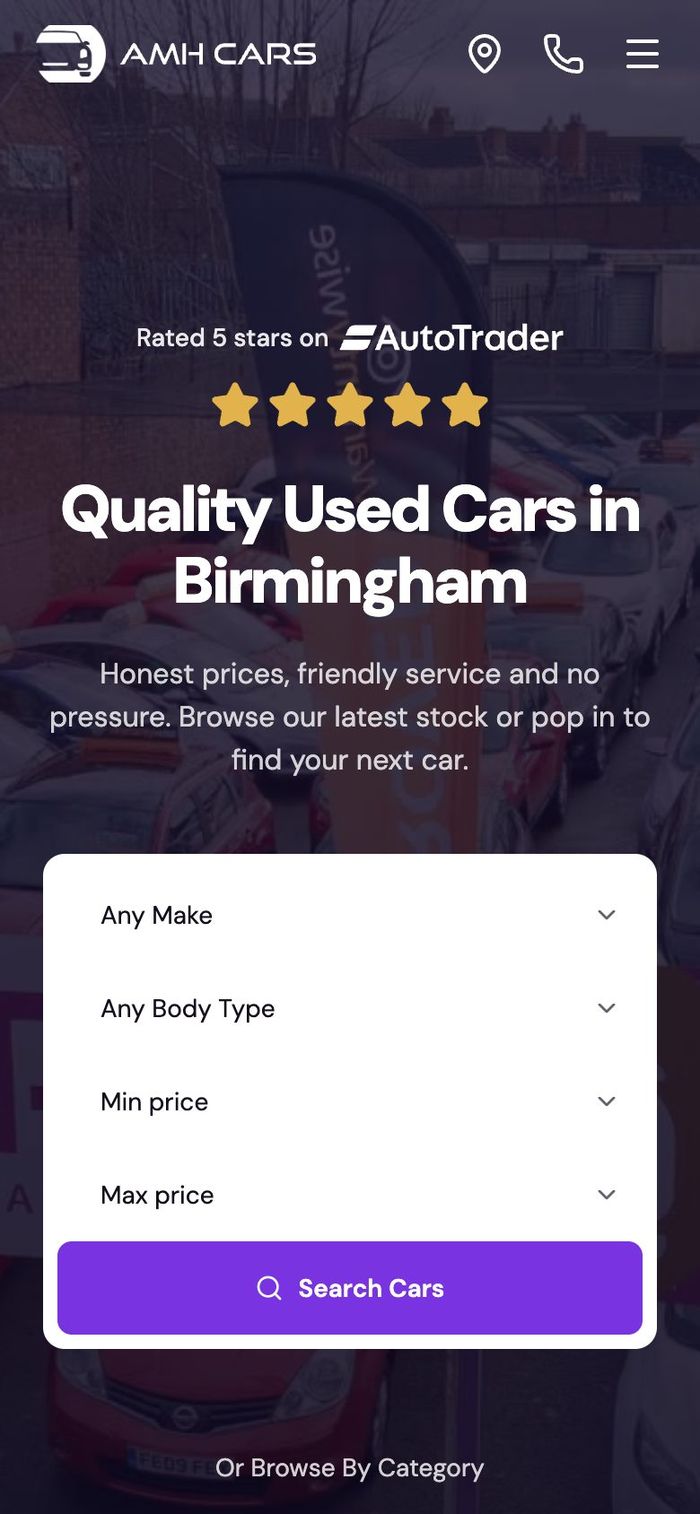 AMH CARS
Rated 5 stars on AutoTrader
Quality Used Cars in
Birmingham
Honest prices, friendly service and no
pressure. Browse our latest stock or pop in to
find your next car.
Any Make
Any Body Type
Min price
Max price
Search Cars
Or Browse By Category